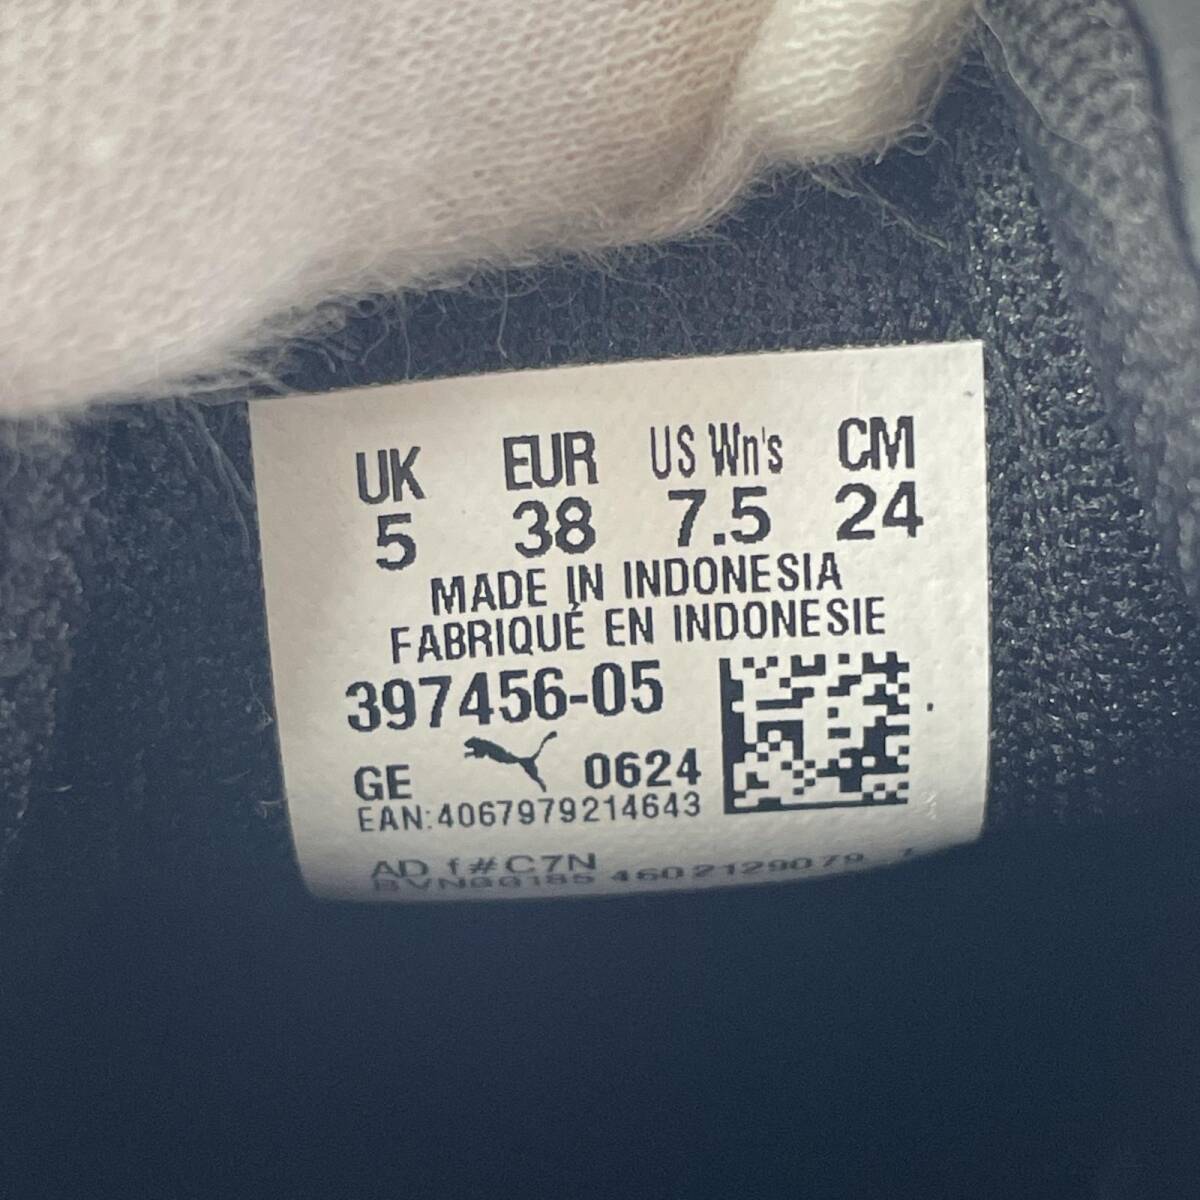 UK EUR US Wn's CM
5 38 7.5 24
MADE IN INDONESIA
FABRIQUÉ EN INDONESIE
397456-05
GE 0624
EAN:4067979214643
AD f#C7N
4602129079